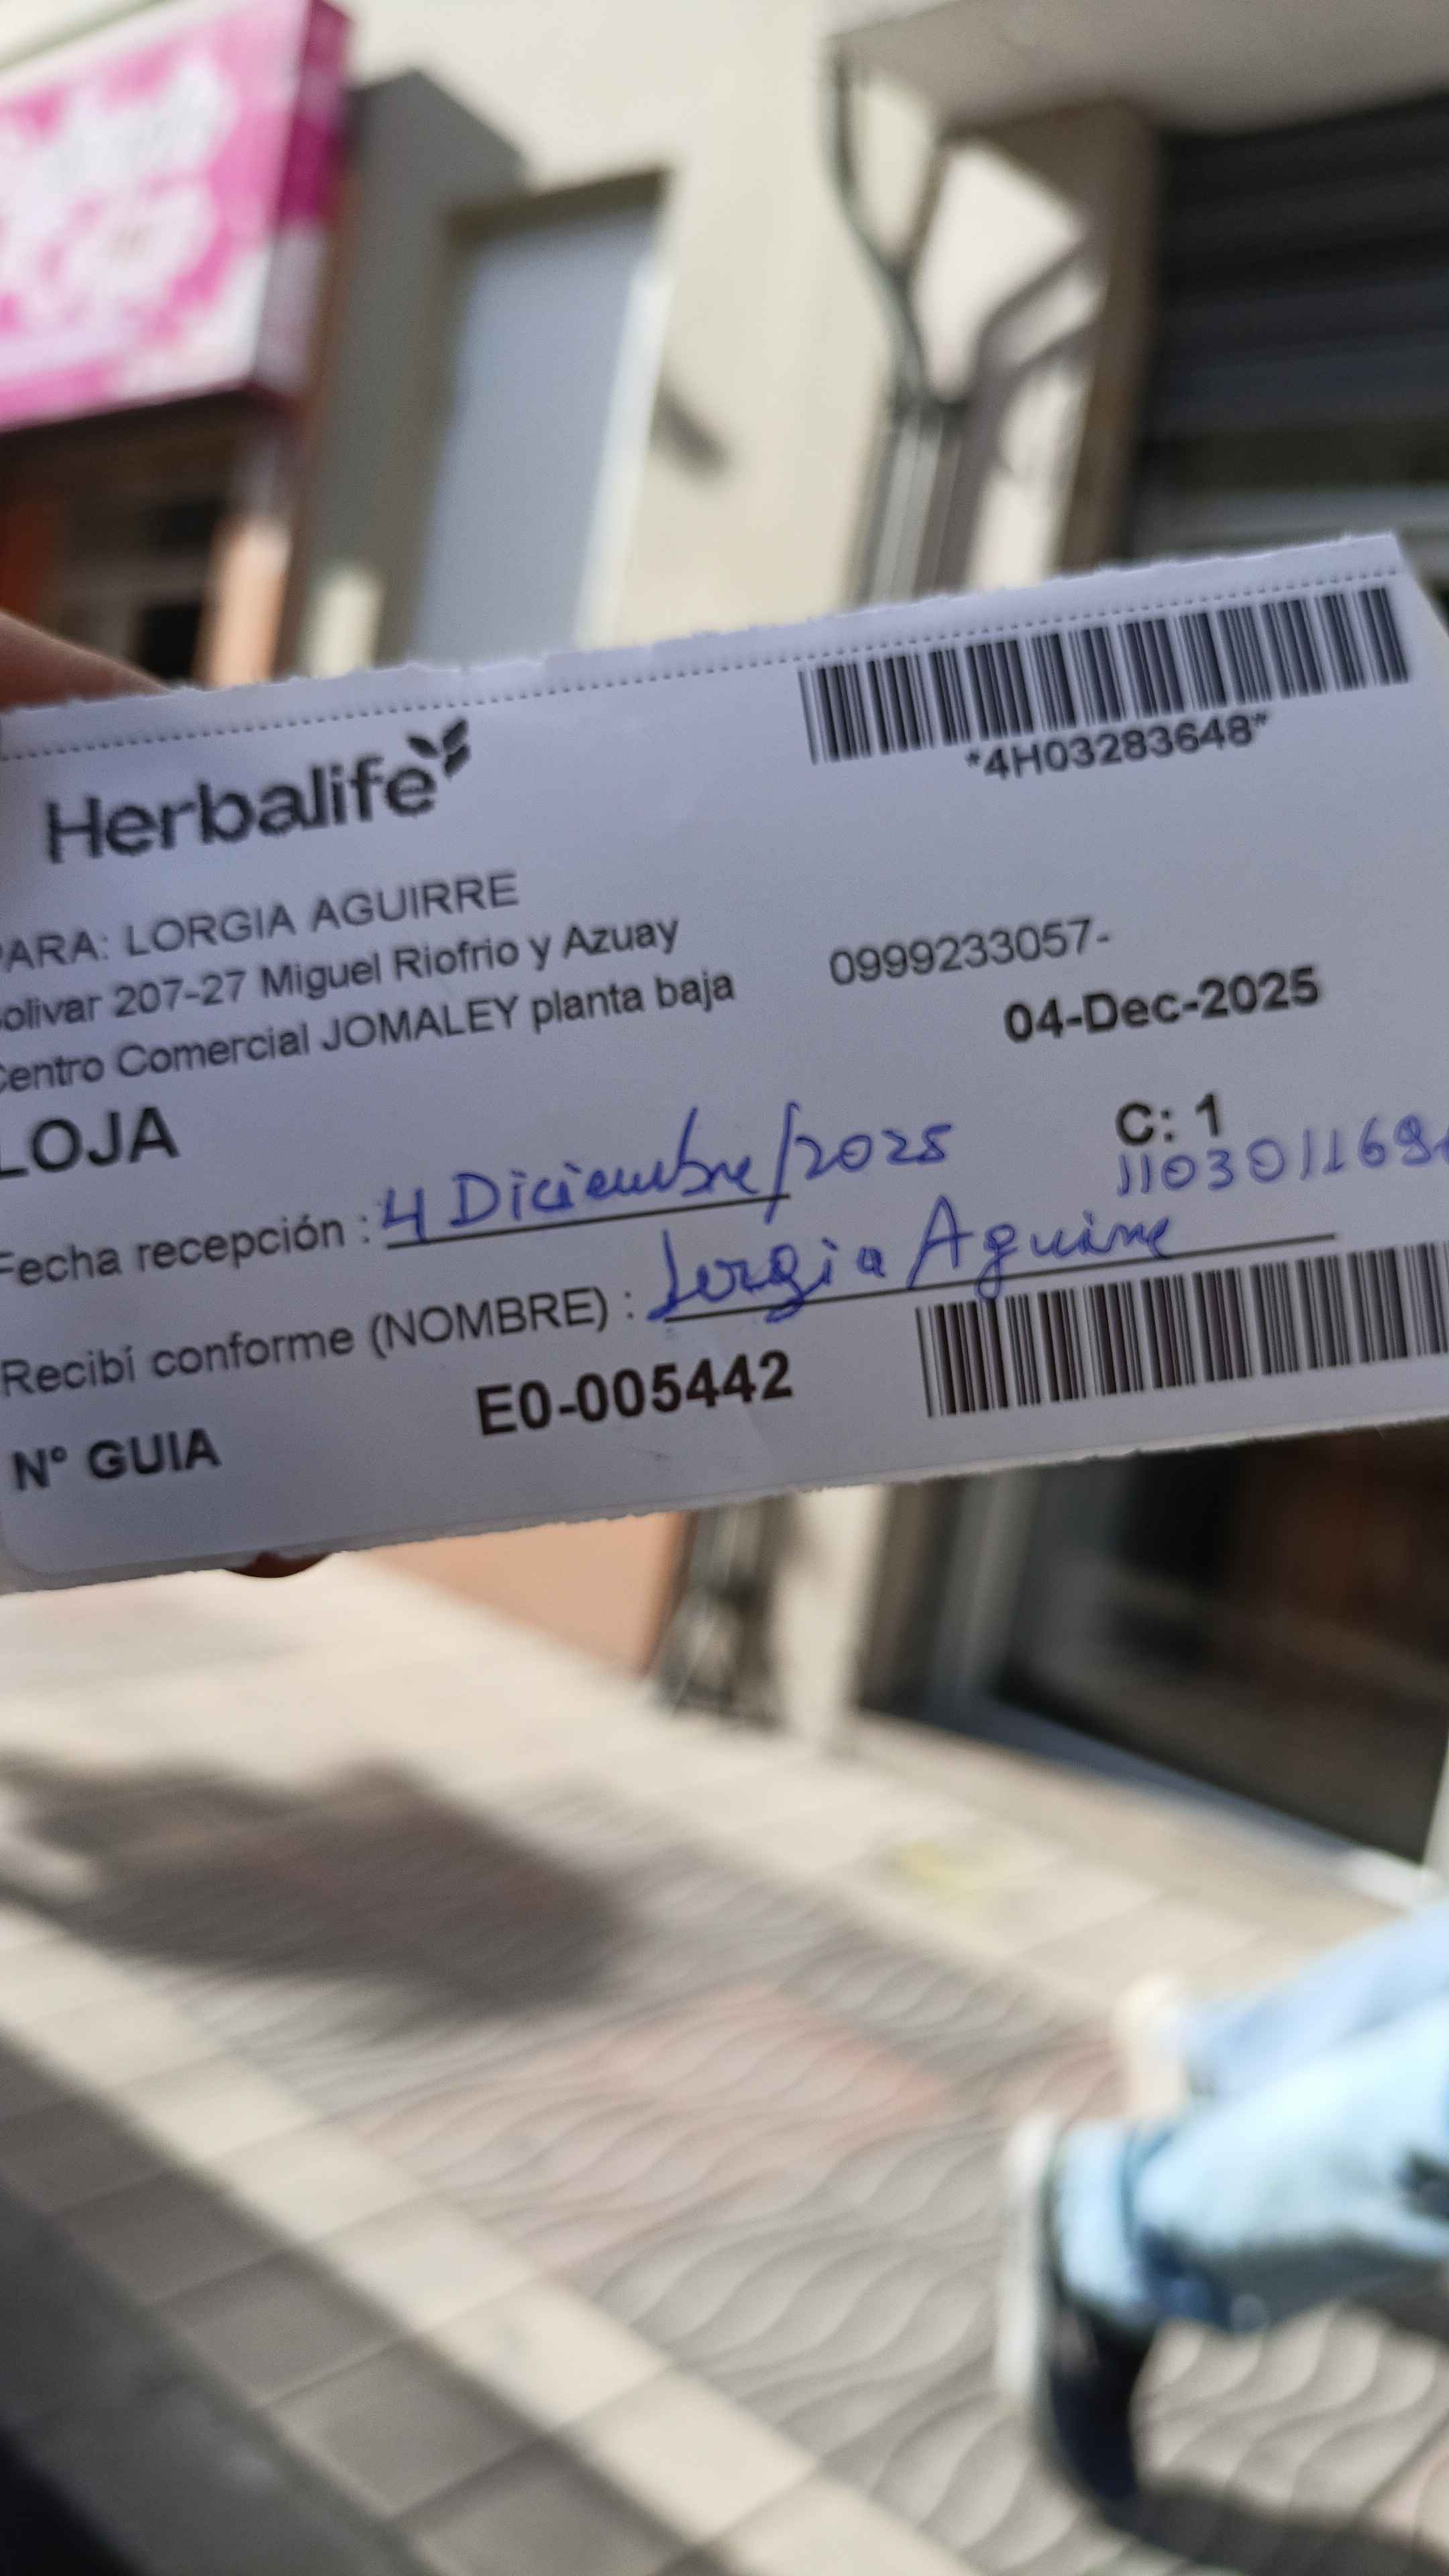 *4H03283648*
Herbalife
PARA: LORGIA AGUIRRE
olivar 207-27 Miguel Riofrio y Azuay
0999233057-
Centro Comercial JOMALEY planta baja
04-Dec-2025
LOJA
C: 1
Fecha recepción : 4 Diciembre/2025
Recibí conforme (NOMBRE) : Lorgia Aguirre
N° GUIA E0-005442